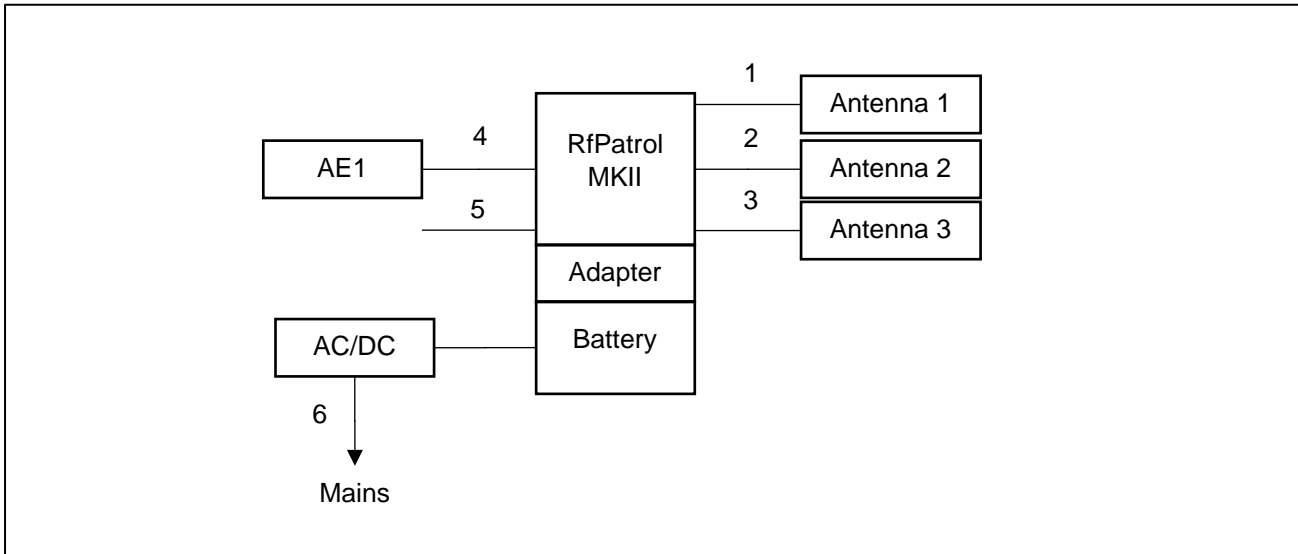 1
Antenna 1
4
RfPatrol
MKII
2
AE1
Antenna 2
5
3
Antenna 3
Adapter
AC/DC
Battery
6
Mains